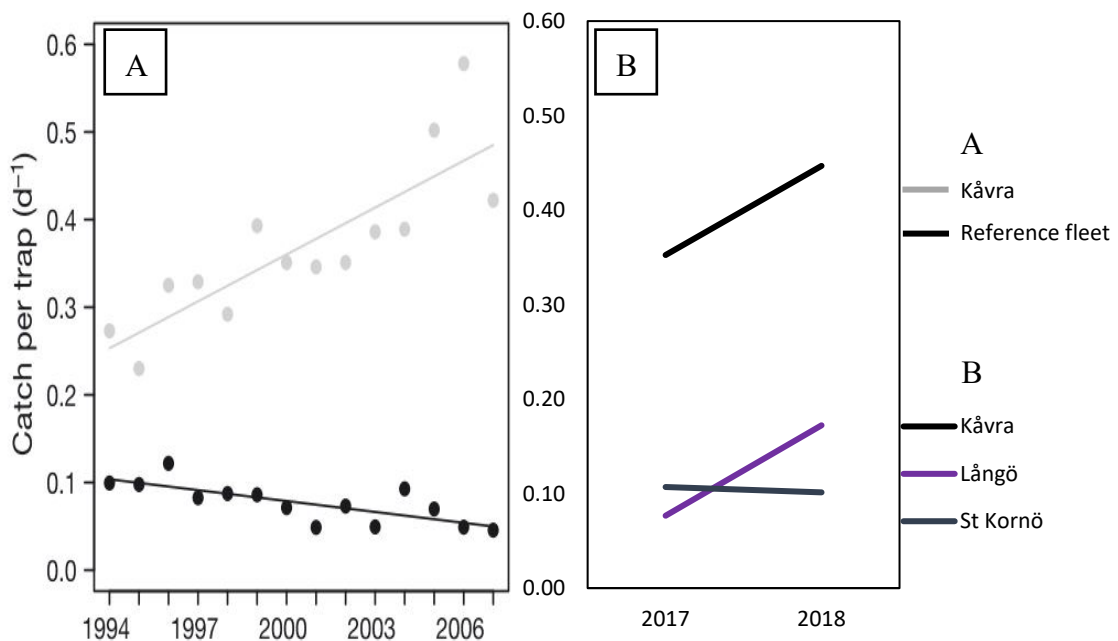 A
B
Catch per trap (d⁻¹)
0.6
0.5
0.4
0.3
0.2
0.1
0.0
1994 1997 2000 2003 2006
0.60
0.50
0.40
0.30
0.20
0.10
0.00
2017 2018
A
Kåvra
Reference fleet
B
Kåvra
Långö
St Kornö